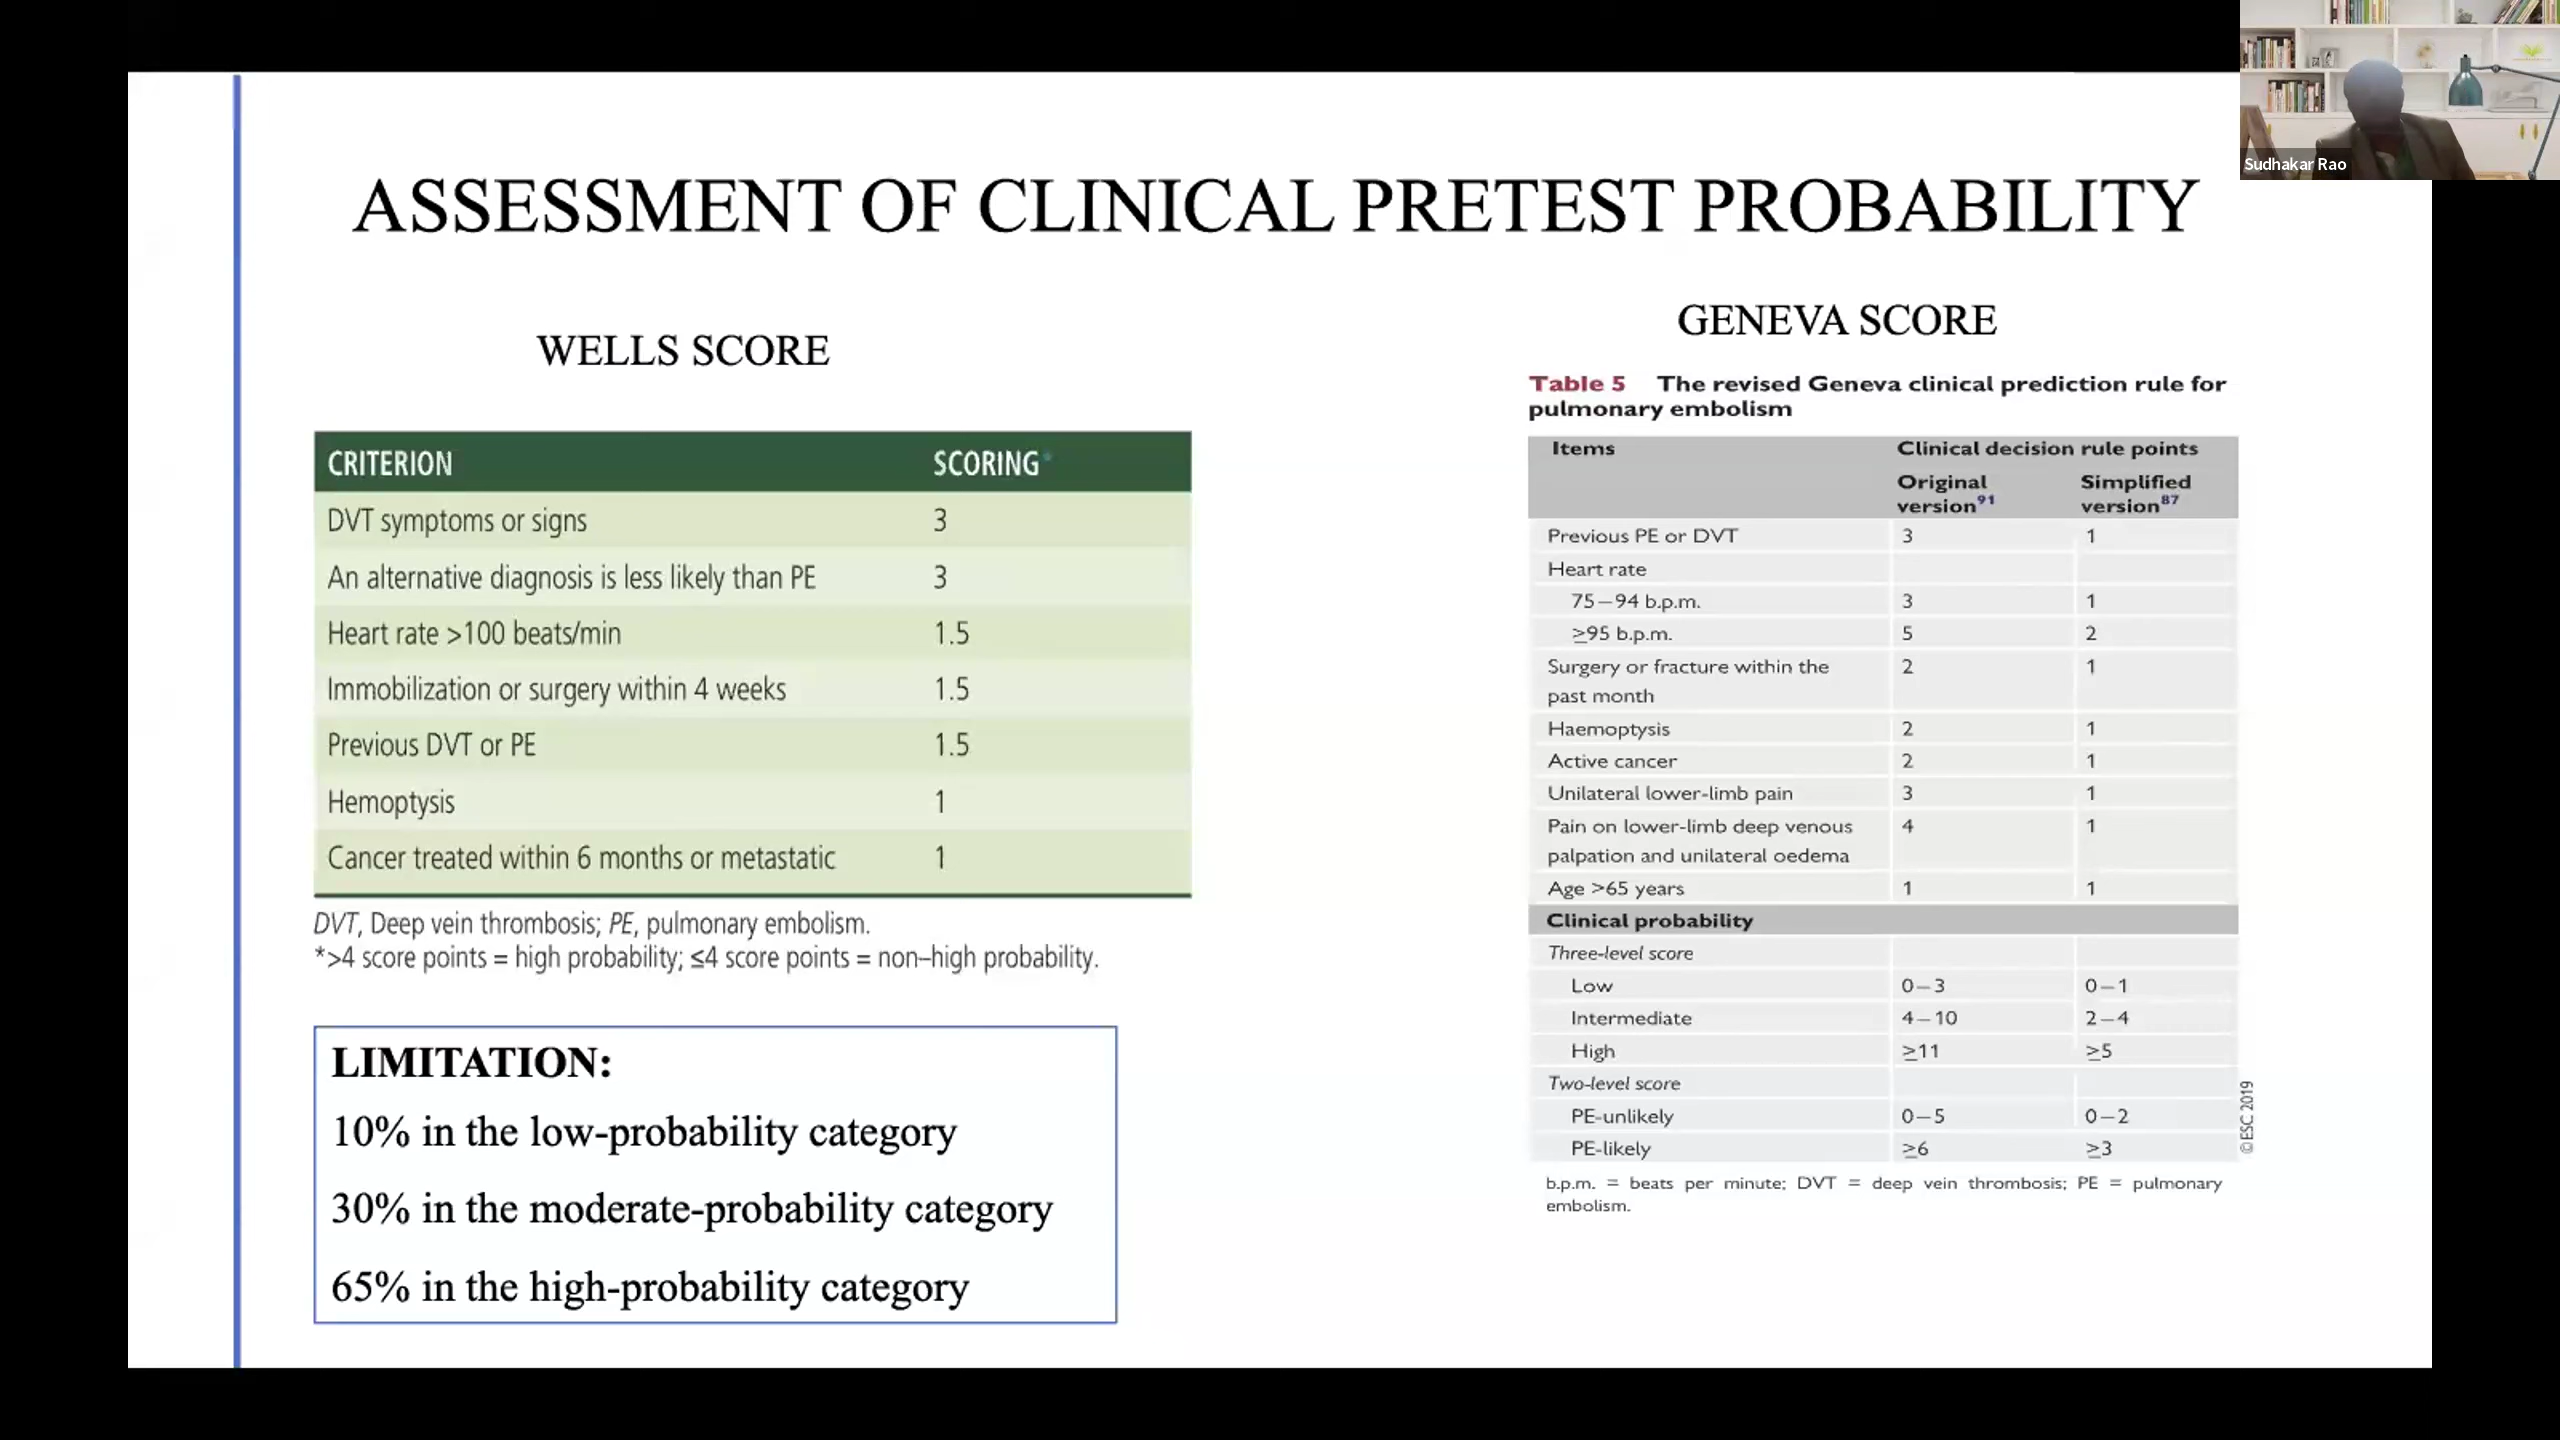 Sudhakar Rao
ASSESSMENT OF CLINICAL PRETEST PROBABILITY
WELLS SCORE
CRITERION SCORING*
DVT symptoms or signs 3
An alternative diagnosis is less likely than PE 3
Heart rate >100 beats/min 1.5
Immobilization or surgery within 4 weeks 1.5
Previous DVT or PE 1.5
Hemoptysis 1
Cancer treated within 6 months or metastatic 1
DVT, Deep vein thrombosis; PE, pulmonary embolism.
*>4 score points = high probability; ≤4 score points = non–high probability.
LIMITATION:
10% in the low-probability category
30% in the moderate-probability category
65% in the high-probability category
GENEVA SCORE
Table 5 The revised Geneva clinical prediction rule for
pulmonary embolism
Items Clinical decision rule points
Original Simplified
version91 version87
Previous PE or DVT 3 1
Heart rate
75–94 b.p.m. 3 1
≥95 b.p.m. 5 2
Surgery or fracture within the 2 1
past month
Haemoptysis 2 1
Active cancer 2 1
Unilateral lower-limb pain 3 1
Pain on lower-limb deep venous 4 1
palpation and unilateral oedema
Age >65 years 1 1
Clinical probability
Three-level score
Low 0–3 0–1
Intermediate 4–10 2–4
High ≥11 ≥5
Two-level score
PE-unlikely 0–5 0–2
PE-likely ≥6 ≥3
©ESC 2019
b.p.m. = beats per minute; DVT = deep vein thrombosis; PE = pulmonary
embolism.